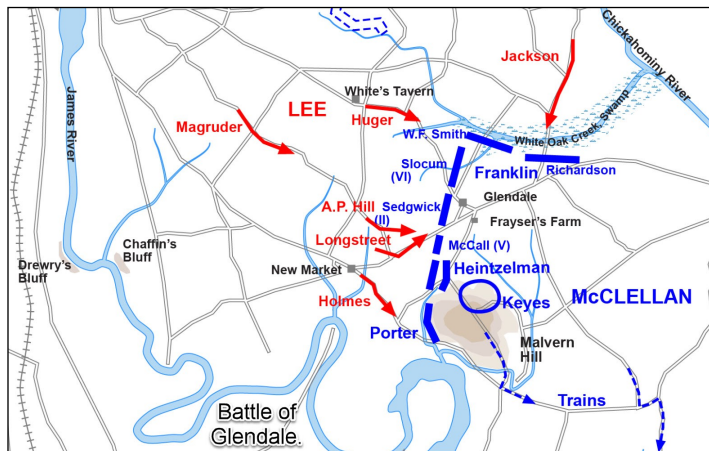 Chickahominy River
Jackson
James River
White's Tavern
LEE
Huger
Magruder
W.F. Smith
White Oak Creek, Swamp
Slocum
(VI)
Franklin
Richardson
Glendale
A.P. Hill
Sedgwick
(II)
Frayser's Farm
Longstreet
McCall (V)
Chaffin's
Bluff
Drewry's
Bluff
New Market
Heintzelman
Holmes
Keyes
McCLELLAN
Porter
Malvern
Hill
Trains
Battle of
Glendale.